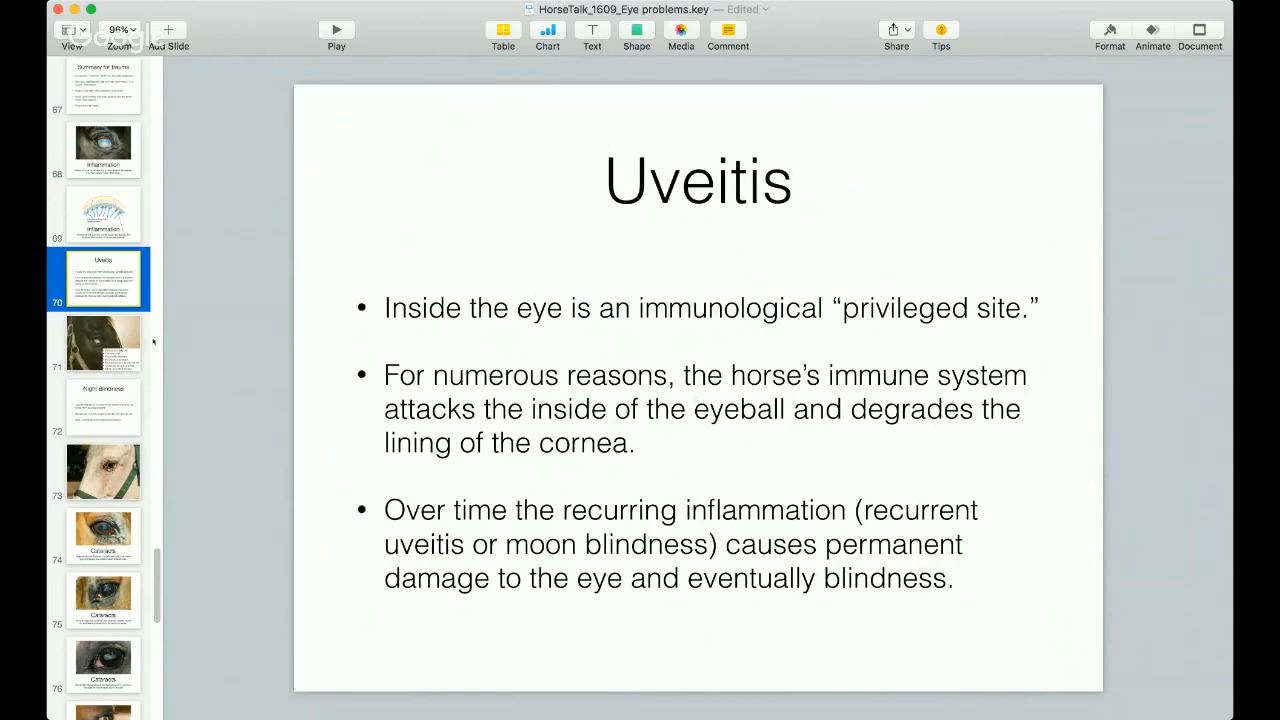 HorseTalk_1609_Eye problems.key — Edited
96%
Google
View Zoom Add Slide Play Table Chart Text Shape Media Comment Share Tips Format Animate Document
Summary for trauma
67
Inflammation
68
Inflammation
69
Uveitis
70
71
Night Blindness
72
73
Cataracts
74
Cataracts
75
Cataracts
76
Uveitis
• Inside the eye is an immunological privileged site.”
• For numerous reasons, the horse’s immune system
attacks the inside of the eyeball and degrades the
lining of the cornea.
• Over time the recurring inflammation (recurrent
uveitis or moon blindness) causes permanent
damage to the eye and eventually blindness.